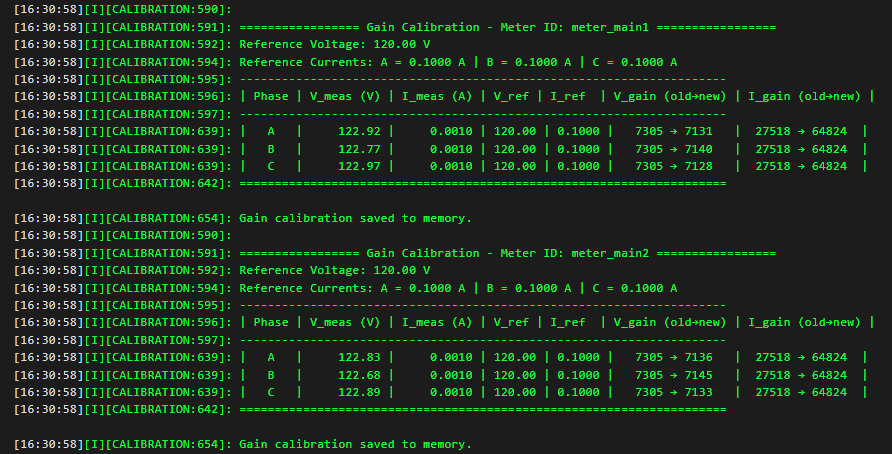 [16:30:58][I][CALIBRATION:590]:
[16:30:58][I][CALIBRATION:591]: ================= Gain Calibration - Meter ID: meter_main1 =================
[16:30:58][I][CALIBRATION:592]: Reference Voltage: 120.00 V
[16:30:58][I][CALIBRATION:594]: Reference Currents: A = 0.1000 A | B = 0.1000 A | C = 0.1000 A
[16:30:58][I][CALIBRATION:595]: ---------------------------------------------------------------------
[16:30:58][I][CALIBRATION:596]: | Phase | V_meas (V) | I_meas (A) | V_ref | I_ref  | V_gain (old→new) | I_gain (old→new) |
[16:30:58][I][CALIBRATION:597]: ---------------------------------------------------------------------
[16:30:58][I][CALIBRATION:639]: |   A   |     122.92 |     0.0010 | 120.00 | 0.1000 |   7305 → 7131   |  27518 → 64824  |
[16:30:58][I][CALIBRATION:639]: |   B   |     122.77 |     0.0010 | 120.00 | 0.1000 |   7305 → 7140   |  27518 → 64824  |
[16:30:58][I][CALIBRATION:639]: |   C   |     122.97 |     0.0010 | 120.00 | 0.1000 |   7305 → 7128   |  27518 → 64824  |
[16:30:58][I][CALIBRATION:642]: =====================================================================
[16:30:58][I][CALIBRATION:654]: Gain calibration saved to memory.
[16:30:58][I][CALIBRATION:590]:
[16:30:58][I][CALIBRATION:591]: ================= Gain Calibration - Meter ID: meter_main2 =================
[16:30:58][I][CALIBRATION:592]: Reference Voltage: 120.00 V
[16:30:58][I][CALIBRATION:594]: Reference Currents: A = 0.1000 A | B = 0.1000 A | C = 0.1000 A
[16:30:58][I][CALIBRATION:595]: ---------------------------------------------------------------------
[16:30:58][I][CALIBRATION:596]: | Phase | V_meas (V) | I_meas (A) | V_ref | I_ref  | V_gain (old→new) | I_gain (old→new) |
[16:30:58][I][CALIBRATION:597]: ---------------------------------------------------------------------
[16:30:58][I][CALIBRATION:639]: |   A   |     122.83 |     0.0010 | 120.00 | 0.1000 |   7305 → 7136   |  27518 → 64824  |
[16:30:58][I][CALIBRATION:639]: |   B   |     122.68 |     0.0010 | 120.00 | 0.1000 |   7305 → 7145   |  27518 → 64824  |
[16:30:58][I][CALIBRATION:639]: |   C   |     122.89 |     0.0010 | 120.00 | 0.1000 |   7305 → 7133   |  27518 → 64824  |
[16:30:58][I][CALIBRATION:642]: =====================================================================
[16:30:58][I][CALIBRATION:654]: Gain calibration saved to memory.